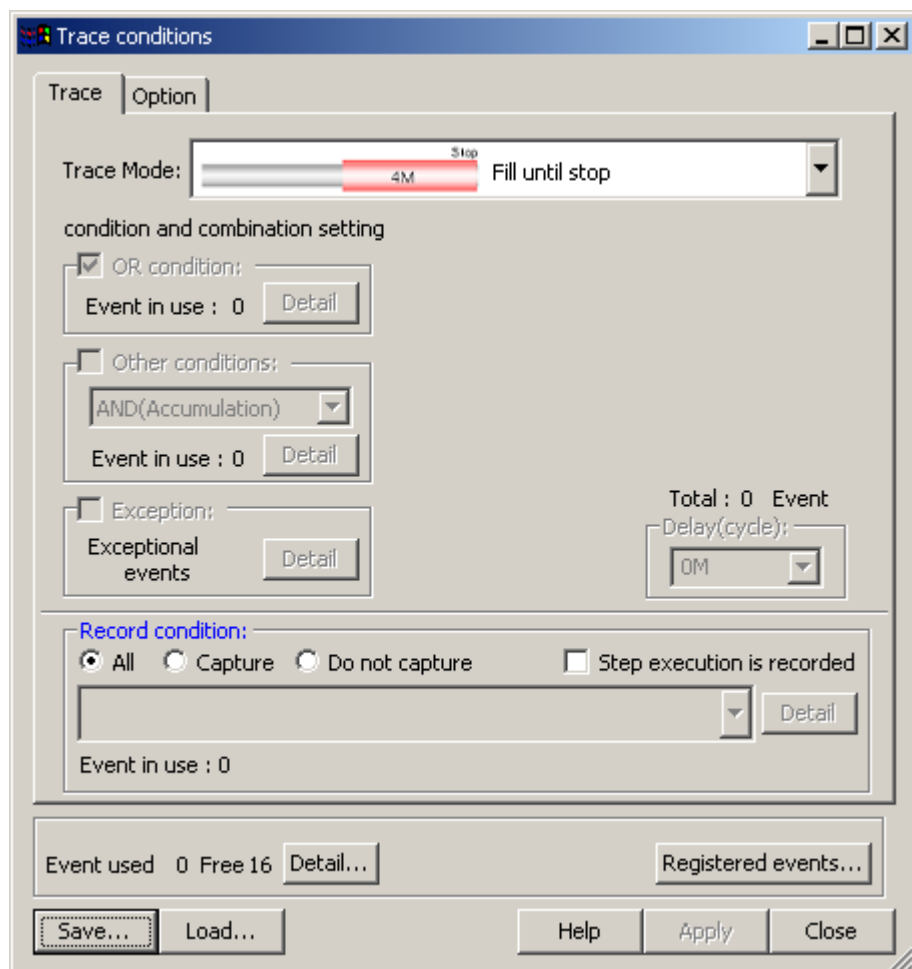 Trace conditions
Trace Option
Trace Mode: 4M Stop Fill until stop
condition and combination setting
OR condition:
Event in use : 0 Detail
Other conditions:
AND(Accumulation)
Event in use : 0 Detail
Exception:
Exceptional
events
Detail
Total : 0 Event
Delay(cycle):
0M
Record condition:
All Capture Do not capture Step execution is recorded
Detail
Event in use : 0
Event used 0 Free 16 Detail... Registered events...
Save... Load... Help Apply Close